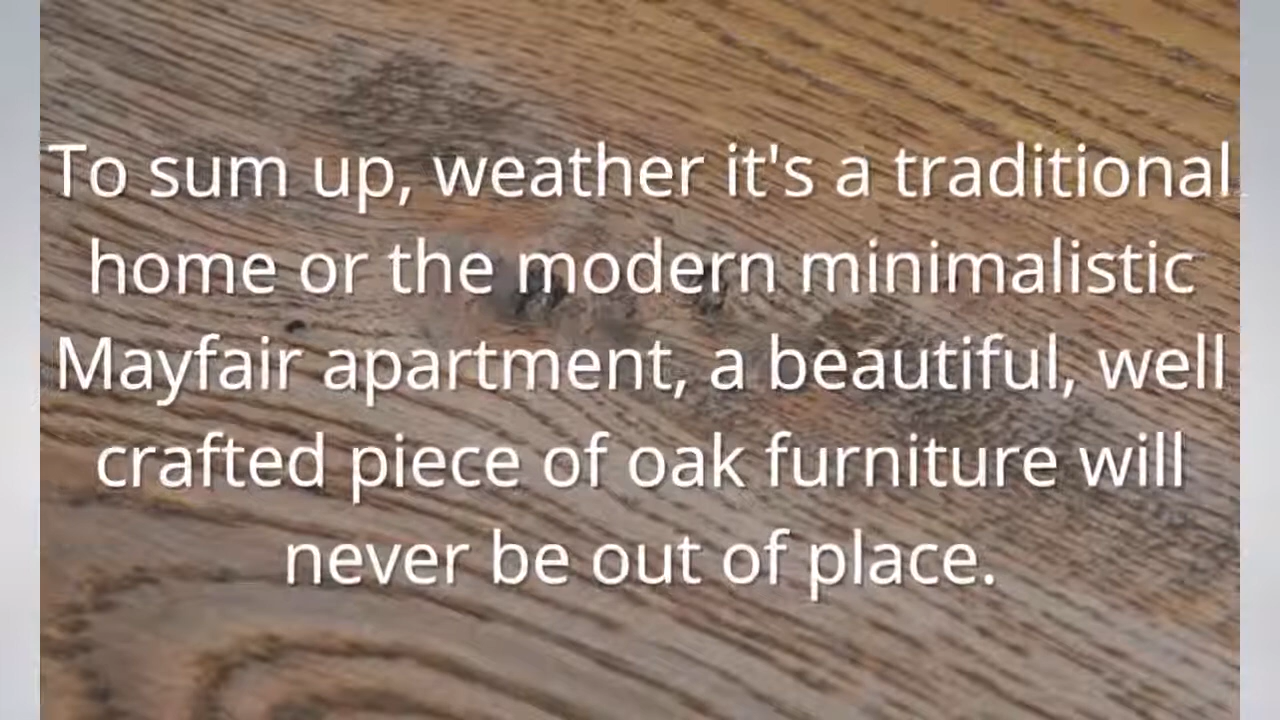 To sum up, weather it's a traditional
home or the modern minimalistic
Mayfair apartment, a beautiful, well
crafted piece of oak furniture will
never be out of place.